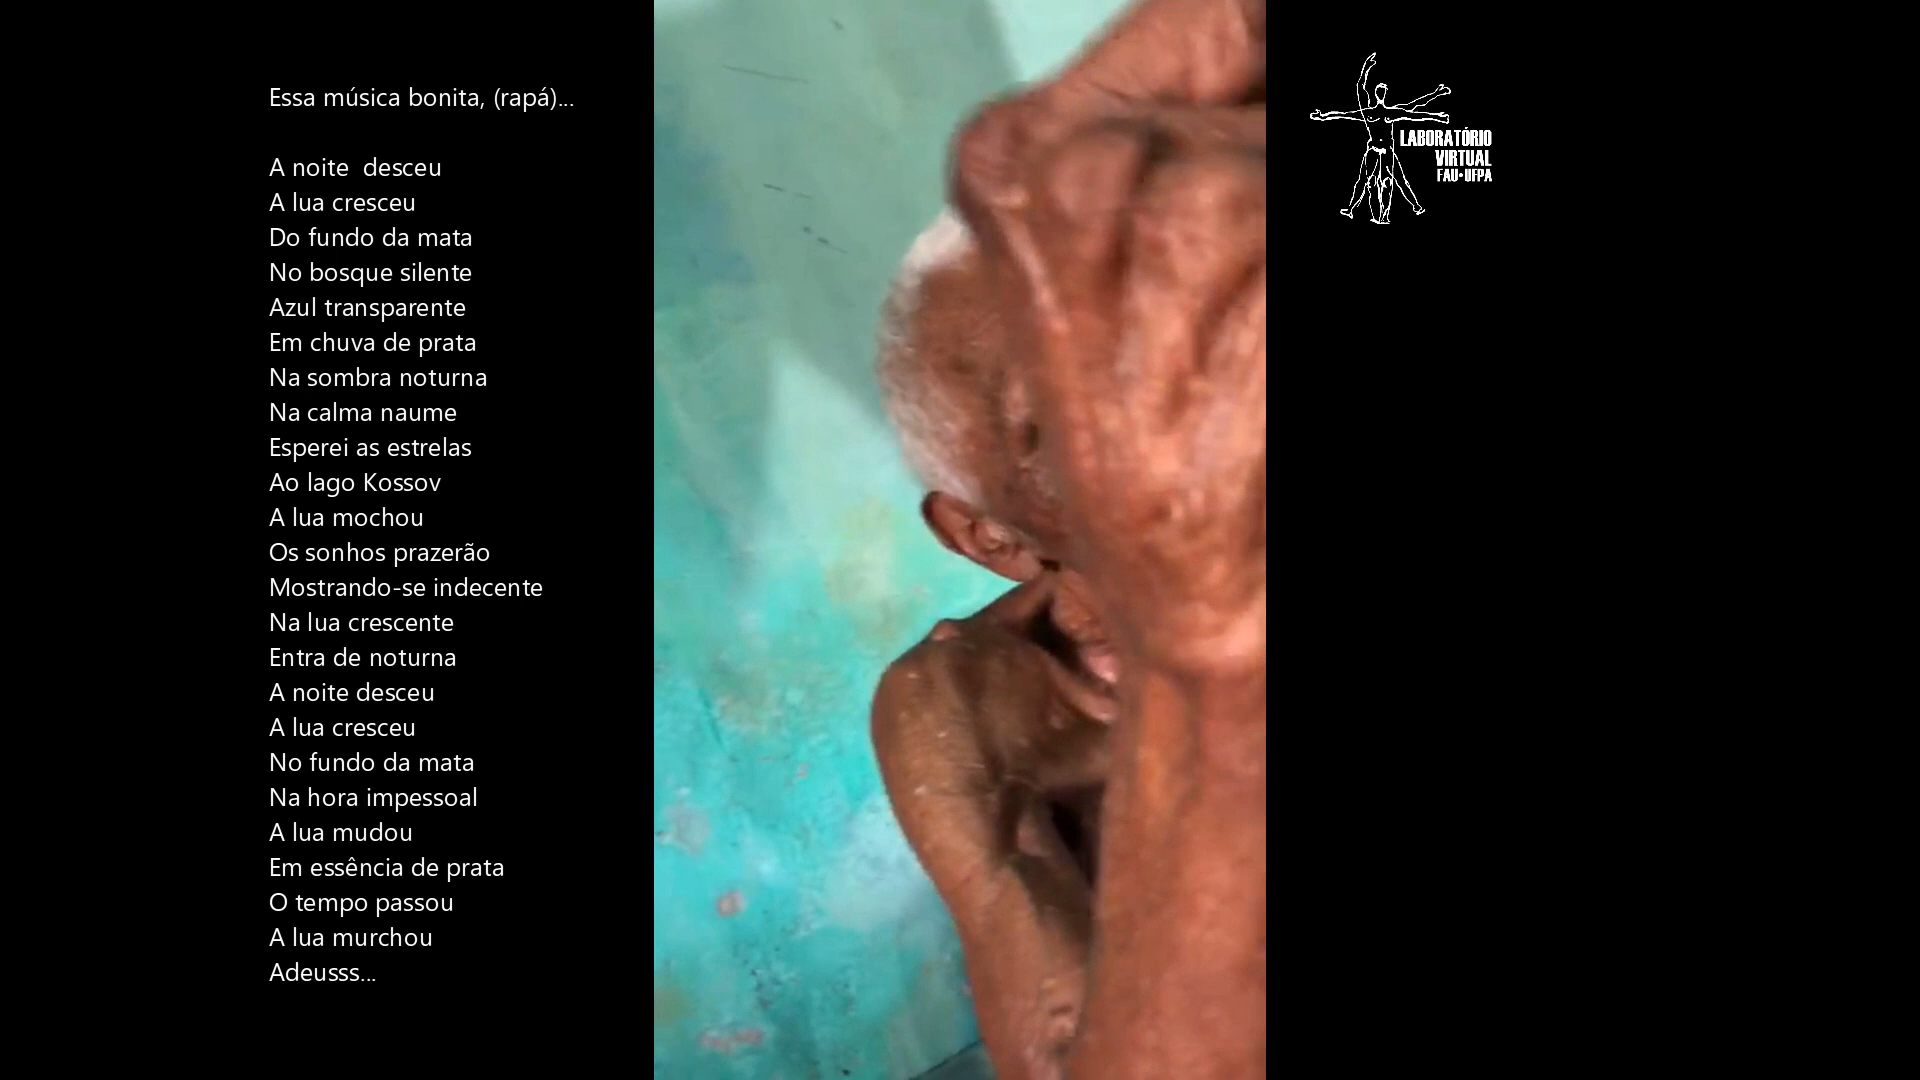 Essa música bonita, (rapá)...
A noite  desceu
A lua cresceu
Do fundo da mata
No bosque silente
Azul transparente
Em chuva de prata
Na sombra noturna
Na calma naume
Esperei as estrelas
Ao lago Kossov
A lua mochou
Os sonhos prazerão
Mostrando-se indecente
Na lua crescente
Entra de noturna
A noite desceu
A lua cresceu
No fundo da mata
Na hora impessoal
A lua mudou
Em essência de prata
O tempo passou
A lua murchou
Adeusss...
LABORATÓRIO
VIRTUAL
FAU•UFPA